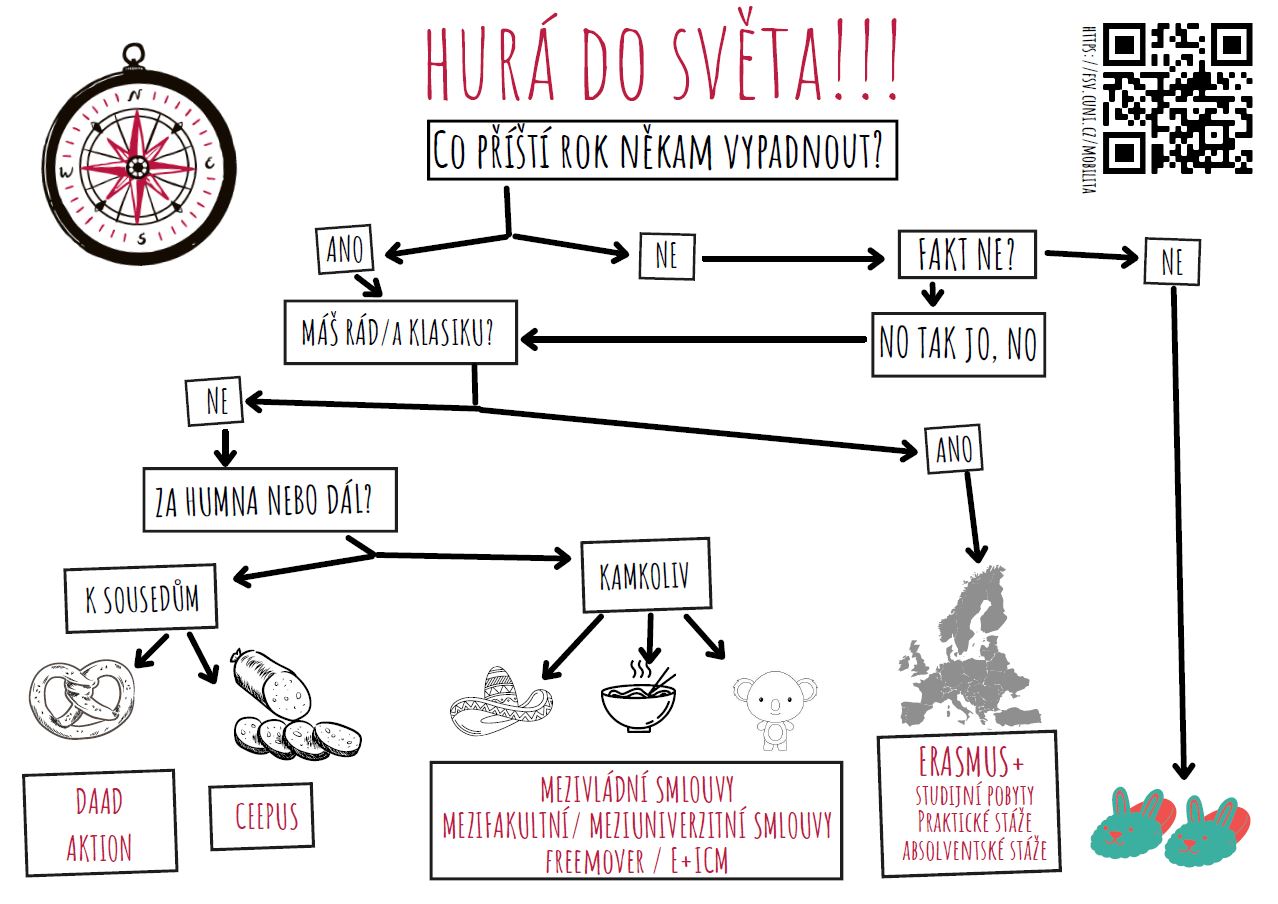 HURÁ DO SVĚTA!!!
HTTPS://FSV.CUNI.CZ/MOBILITA
CO PŘÍŠTÍ ROK NĚKAM VYPADNOUT?
N
W
E
S
ANO
NE
FAKT NE?
NE
MÁŠ RÁD/A KLASIKU?
NO TAK JO, NO
NE
ANO
ZA HUMNA NEBO DÁL?
K SOUSEDŮM
KAMKOLIV
DAAD
AKTION
CEEPUS
MEZIVLÁDNÍ SMLOUVY
MEZIFAKULTNÍ/ MEZIUNIVERZITNÍ SMLOUVY
FREEMOVER / E+ICM
ERASMUS+
STUDIJNÍ POBYTY
PRAKTICKÉ STÁŽE
ABSOLVENTSKÉ STÁŽE